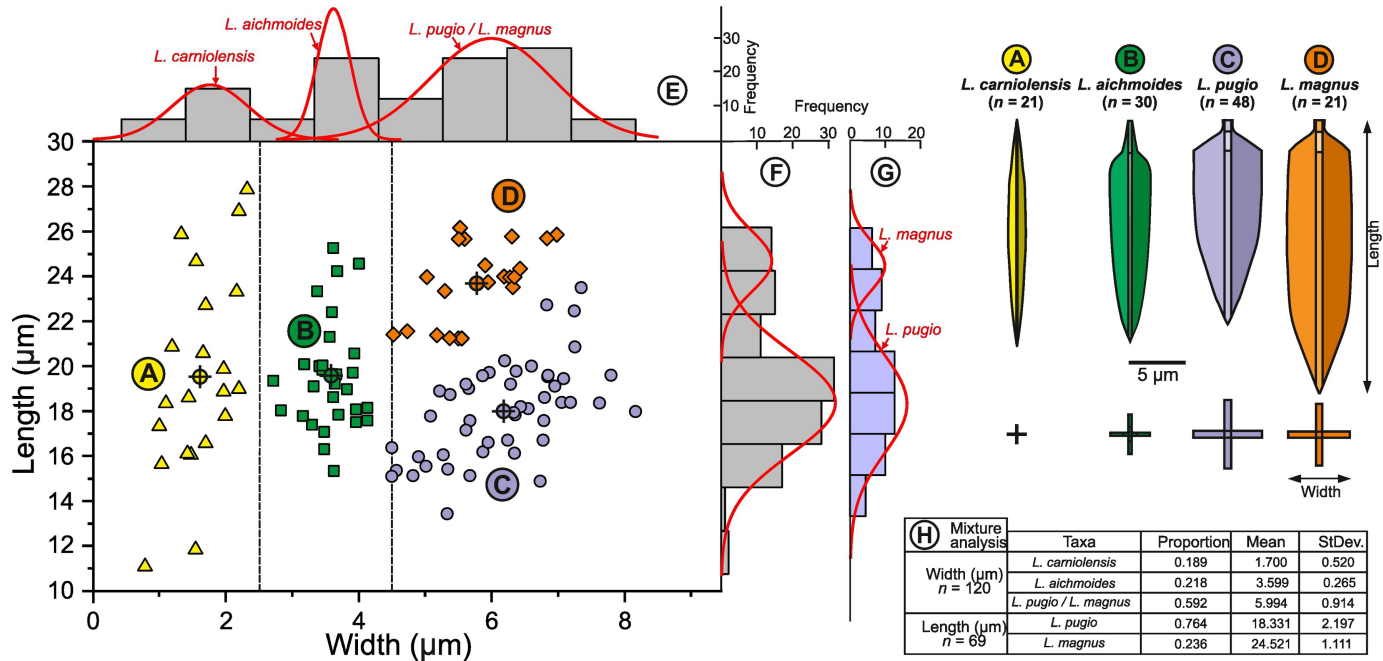 L. carniolensis
L. aichmoides
L. pugio / L. magnus
E
30
20
10
Frequency
Frequency
10 20 30
0 10 20
F
G
L. magnus
L. pugio
30
28
26
24
22
20
18
16
14
12
10
Length (µm)
0 2 4 6 8
Width (µm)
A
B
C
D
A
L. carniolensis
(n = 21)
B
L. aichmoides
(n = 30)
C
L. pugio
(n = 48)
D
L. magnus
(n = 21)
Length
5 µm
Width
H Mixture
analysis
Taxa Proportion Mean StDev.
Width (µm)
n = 120
L. carniolensis 0.189 1.700 0.520
L. aichmoides 0.218 3.599 0.265
L. pugio / L. magnus 0.592 5.994 0.914
Length (µm)
n = 69
L. pugio 0.764 18.331 2.197
L. magnus 0.236 24.521 1.111